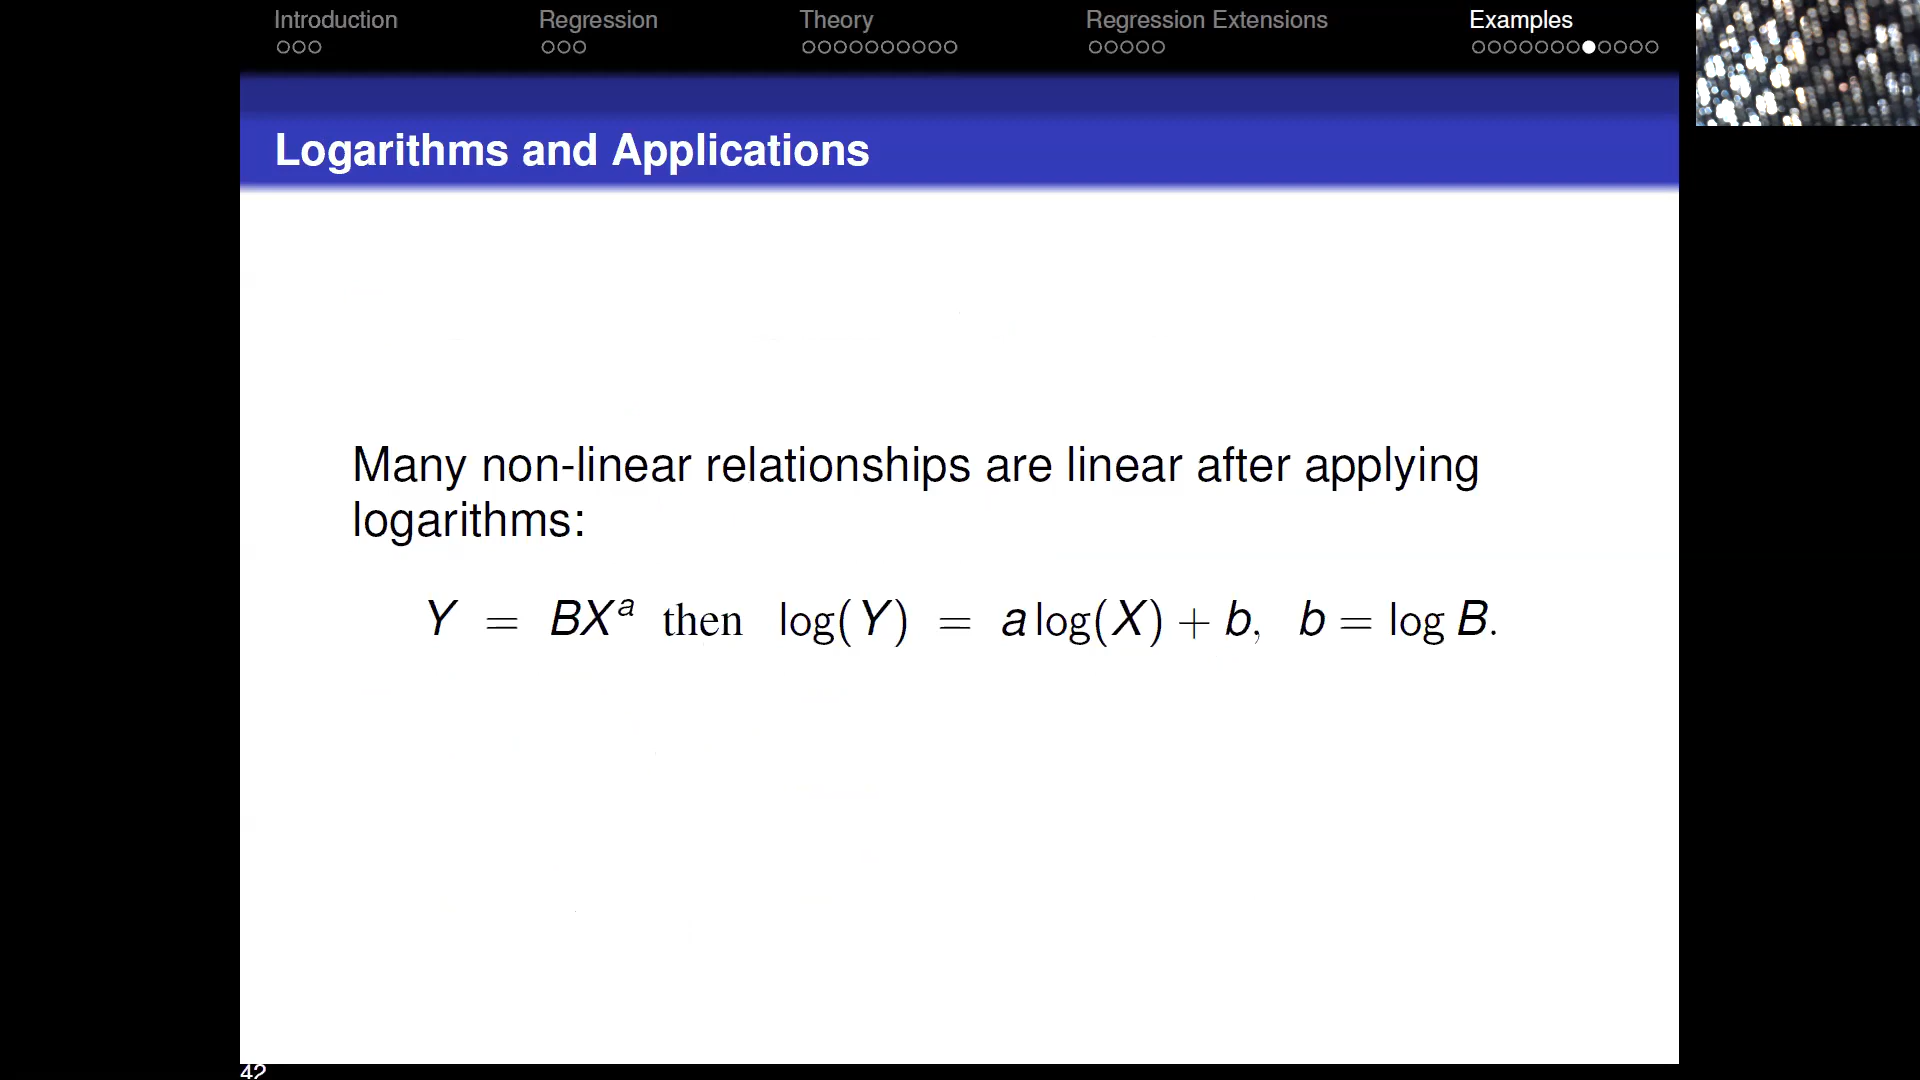 Introduction Regression Theory Regression Extensions Examples
Logarithms and Applications
Many non-linear relationships are linear after applying
logarithms:
Y = BXᵃ then log(Y) = a log(X) + b, b = log B.
42